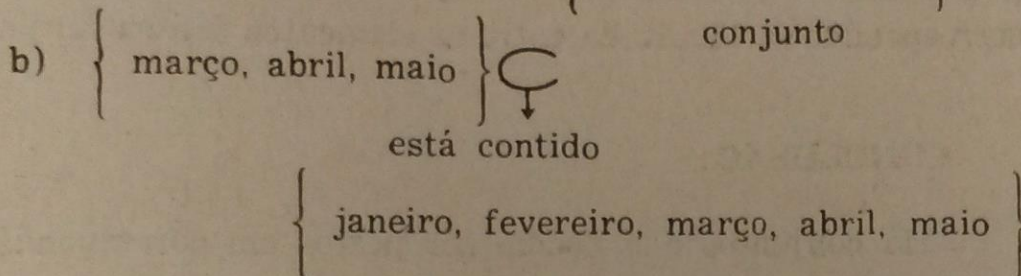 conjunto
b) { março, abril, maio } ⊂
está contido
{ janeiro, fevereiro, março, abril, maio }